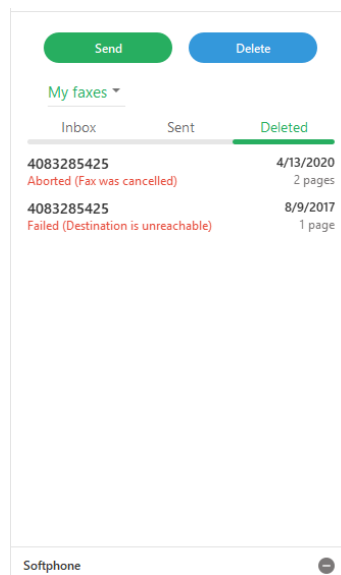 Send Delete
My faxes
Inbox Sent Deleted
4083285425 4/13/2020
Aborted (Fax was cancelled) 2 pages
4083285425 8/9/2017
Failed (Destination is unreachable) 1 page
Softphone